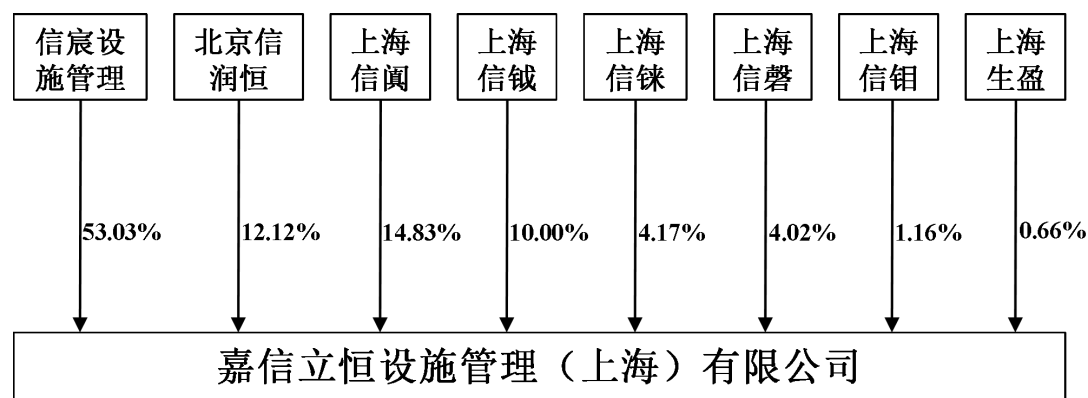 信宸设
施管理
北京信
润恒
上海
信阗
上海
信钺
上海
信铼
上海
信磬
上海
信钼
上海
生盈
53.03%
12.12%
14.83%
10.00%
4.17%
4.02%
1.16%
0.66%
嘉信立恒设施管理（上海）有限公司